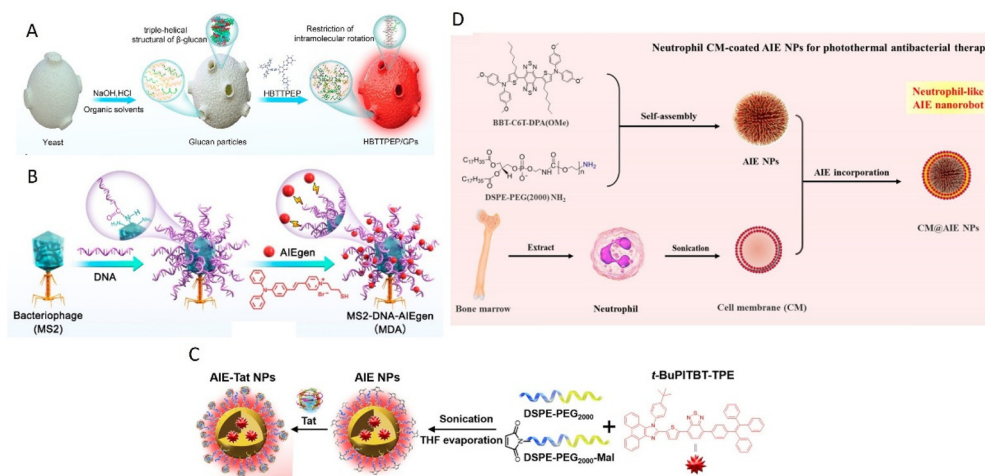 A
triple-helical
structural of β-glucan
Restriction of
intramolecular rotation
NaOH,HCl
Organic solvents
HBTTPEP
Yeast
Glucan particles
HBTTPEP/GPs
B
DNA
AIEgen
Bacteriophage
(MS2)
MS2-DNA-AIEgen
(MDA)
C
AIE-Tat NPs
AIE NPs
Tat
Sonication
THF evaporation
DSPE-PEG2000
DSPE-PEG2000-Mal
+
t-BuPITBT-TPE
D
Neutrophil CM-coated AIE NPs for photothermal antibacterial therap
BBT-C6T-DPA(OMe)
DSPE-PEG(2000) NH2
Self-assembly
AIE NPs
Neutrophil-like
AIE nanorobot
AIE incorporation
CM@AIE NPs
Extract
Sonication
Bone marrow
Neutrophil
Cell membrane (CM)